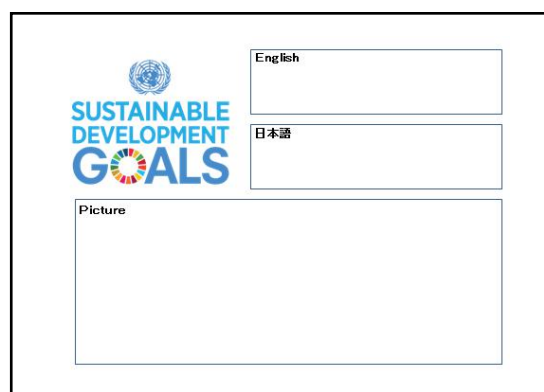 SUSTAINABLE
DEVELOPMENT
GOALS
English
日本語
Picture